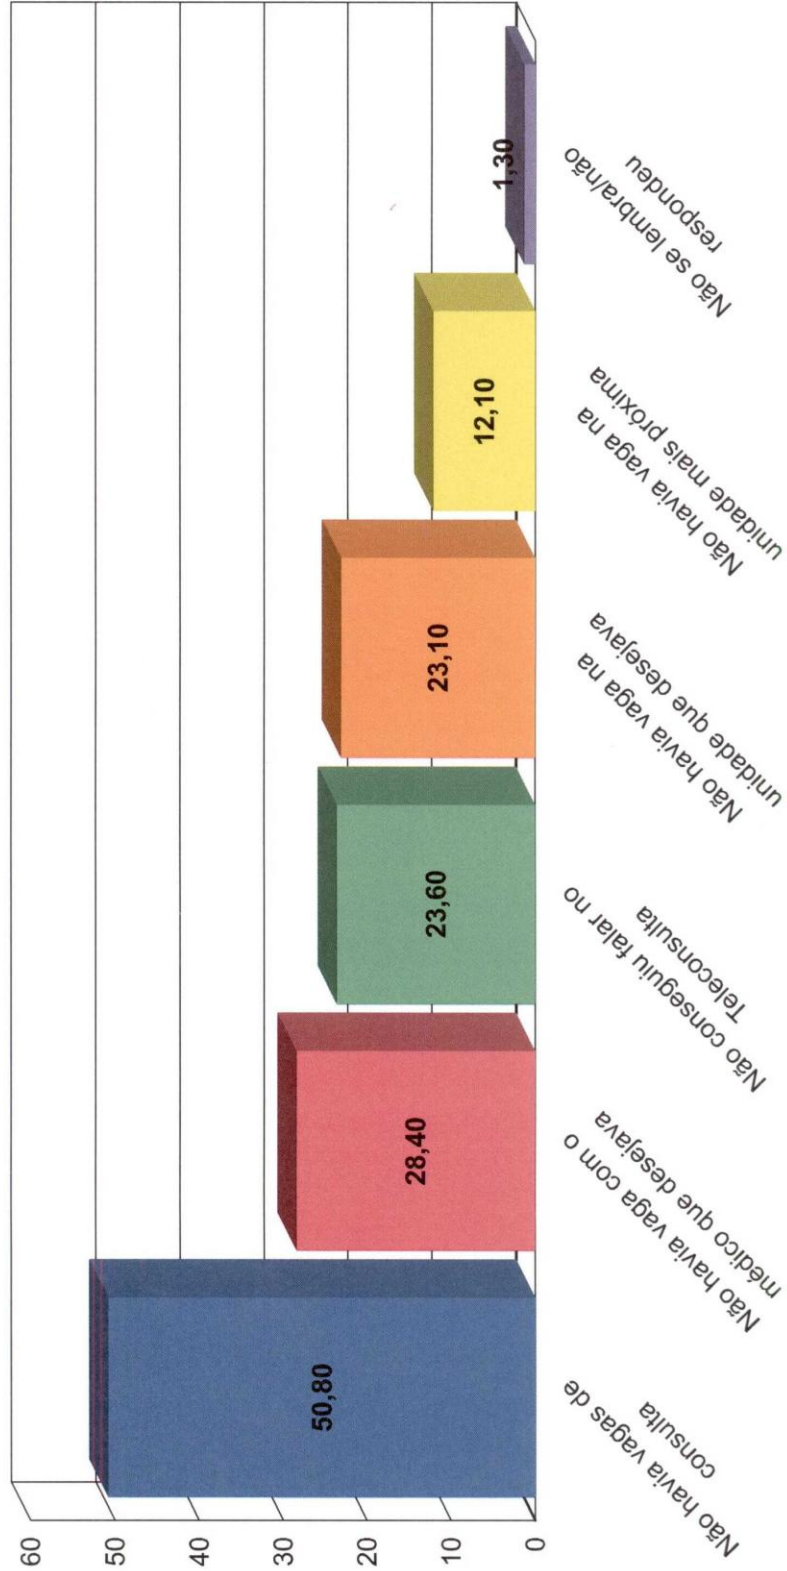 60
50
40
30
20
10
0
50,80
28,40
23,60
23,10
12,10
1,30
Não havia vagas de
consulta
Não havia vaga com o
médico que desejava
Não conseguiu falar no
Teleconsulta
Não havia vaga na
unidade que desejava
Não havia vaga na
unidade mais próxima
Não se lembra/não
respondeu